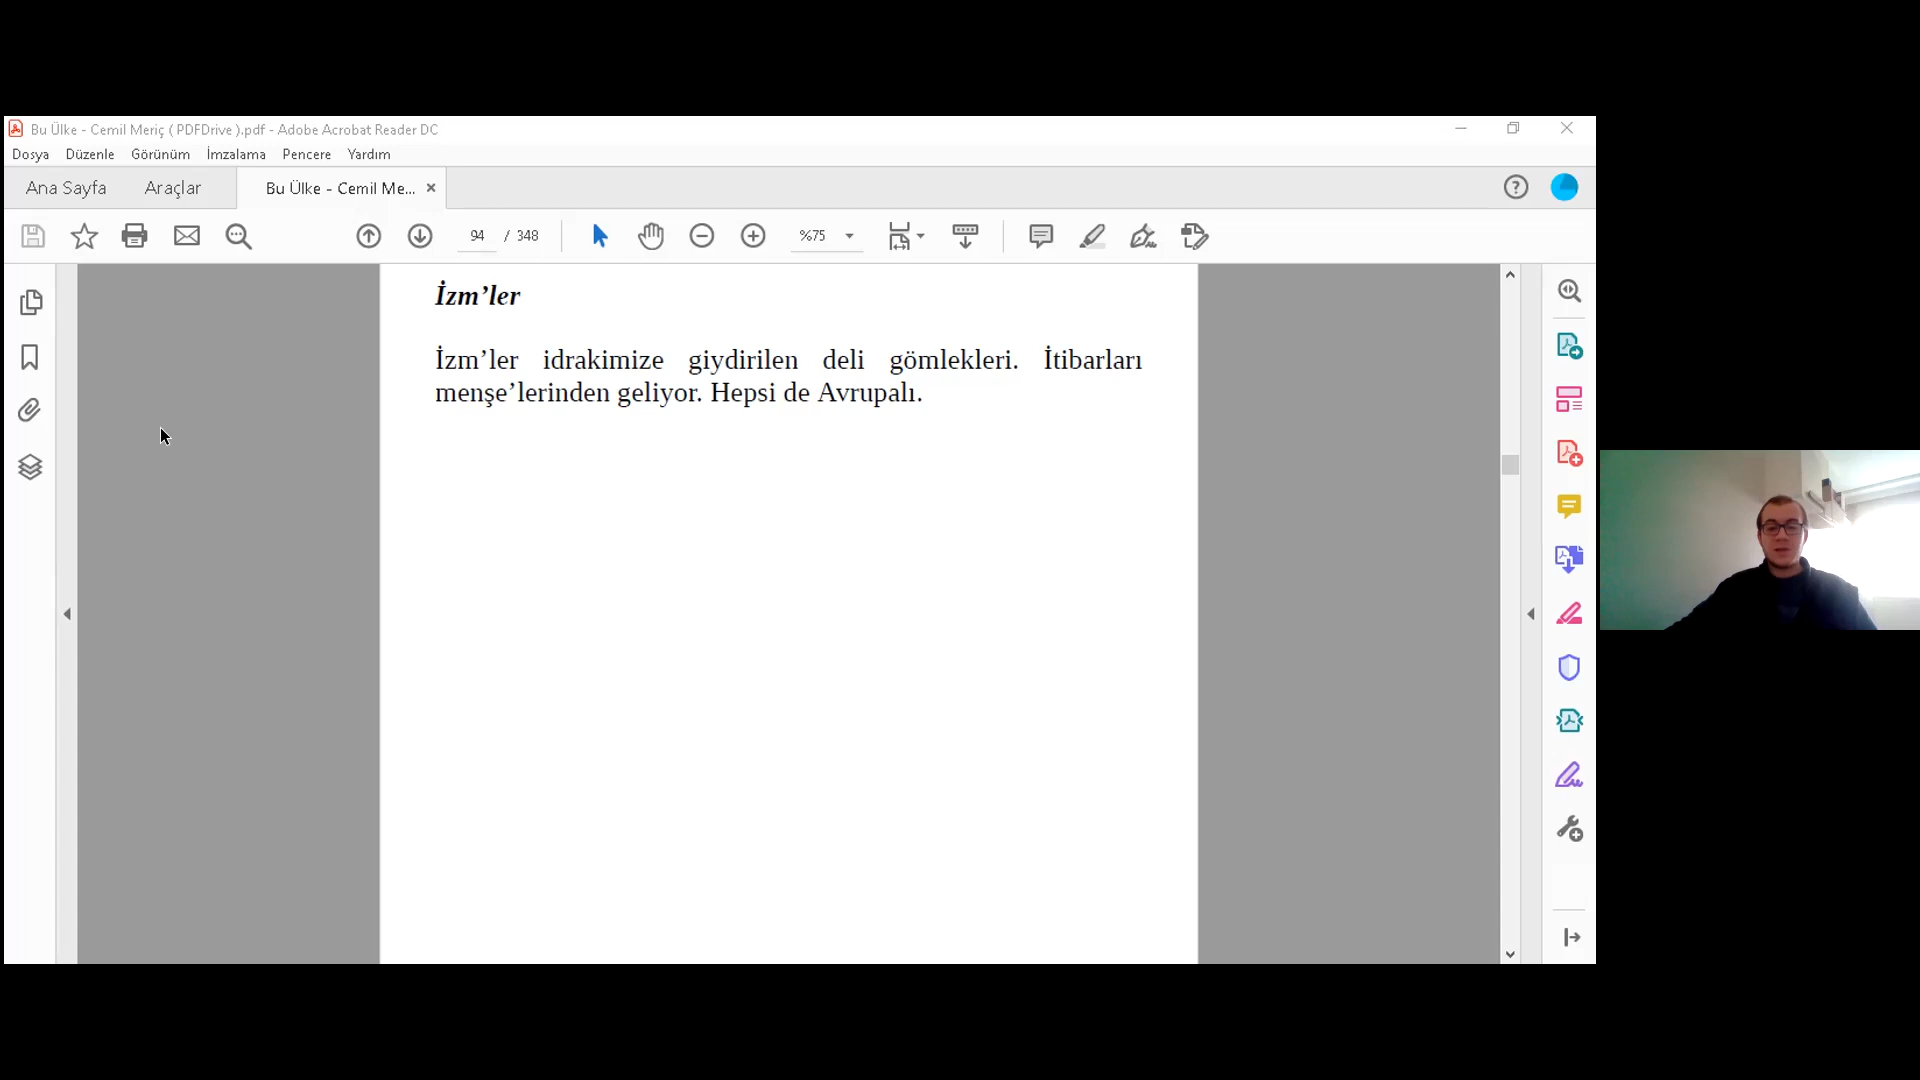 Bu Ülke - Cemil Meriç ( PDFDrive ).pdf - Adobe Acrobat Reader DC
Dosya Düzenle Görünüm İmzalama Pencere Yardım
Ana Sayfa Araçlar Bu Ülke - Cemil Me...
94 / 348 %75
İzm’ler
İzm’ler idrakimize giydirilen deli gömlekleri. İtibarları
menşe’lerinden geliyor. Hepsi de Avrupalı.